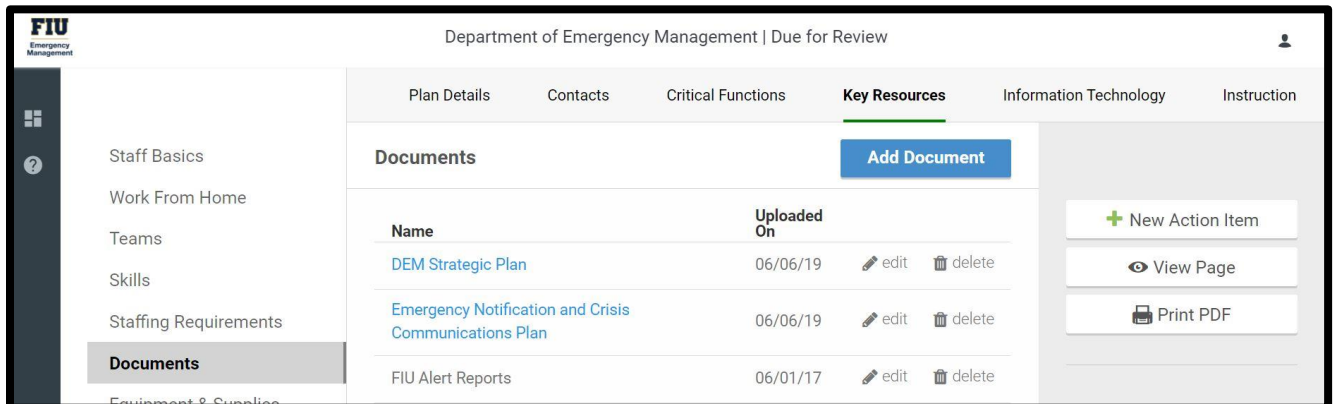 FIU
Emergency
Management
Department of Emergency Management | Due for Review
Plan Details Contacts Critical Functions Key Resources Information Technology Instruction
Staff Basics
Work From Home
Teams
Skills
Staffing Requirements
Documents
Equipment & Supplies
Documents Add Document
Name Uploaded
On
DEM Strategic Plan 06/06/19 edit delete
Emergency Notification and Crisis
Communications Plan 06/06/19 edit delete
FIU Alert Reports 06/01/17 edit delete
New Action Item
View Page
Print PDF